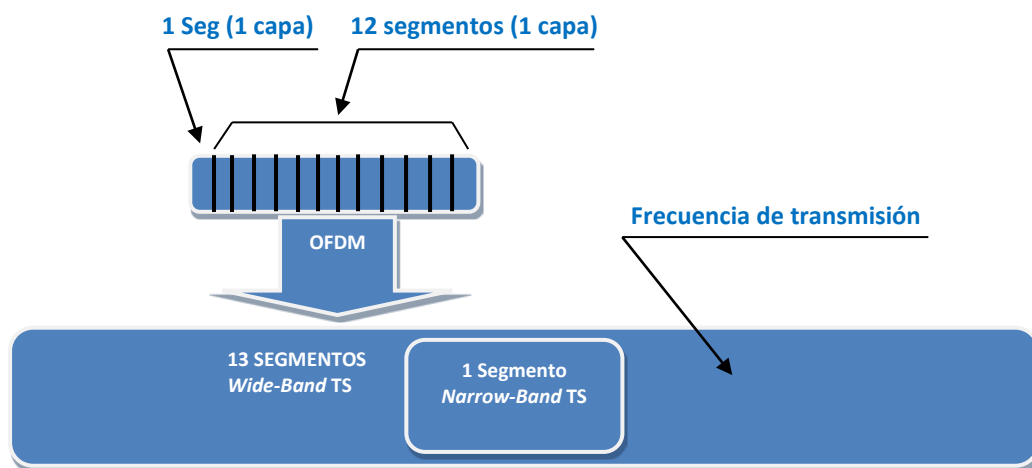 1 Seg (1 capa)
12 segmentos (1 capa)
OFDM
Frecuencia de transmisión
13 SEGMENTOS
Wide-Band TS
1 Segmento
Narrow-Band TS